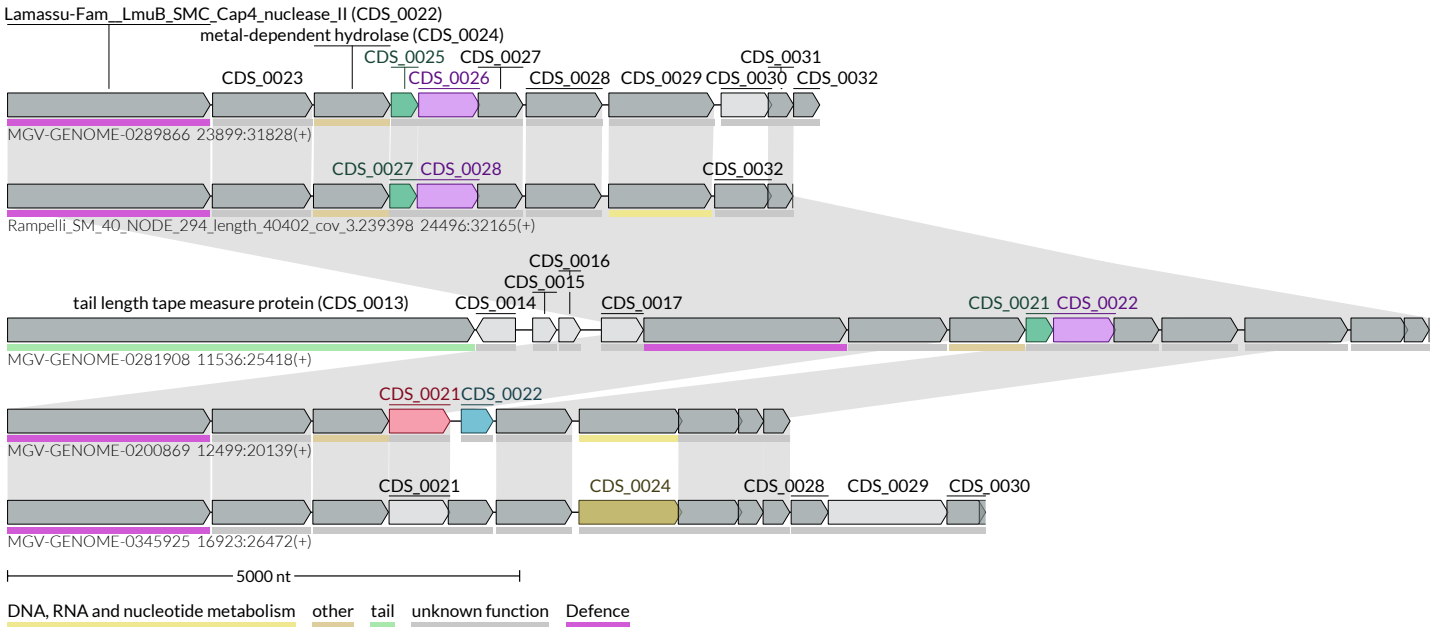 Lamassu-Fam__LmuB_SMC_Cap4_nuclease_II (CDS_0022)
metal-dependent hydrolase (CDS_0024)
CDS_0031
CDS_0025 CDS_0027
CDS_0023 CDS_0026 CDS_0028 CDS_0029 CDS_0030 CDS_0032
MGV-GENOME-0289866 23899:31828(+)
CDS_0027 CDS_0028 CDS_0032
Rampelli_SM_40_NODE_294_length_40402_cov_3.239398 24496:32165(+)
CDS_0016
CDS_0015
tail length tape measure protein (CDS_0013) CDS_0014 CDS_0017 CDS_0021 CDS_0022
MGV-GENOME-0281908 11536:25418(+)
CDS_0021 CDS_0022
MGV-GENOME-0200869 12499:20139(+)
CDS_0021 CDS_0024 CDS_0028 CDS_0029 CDS_0030
MGV-GENOME-0345925 16923:26472(+)
5000 nt
DNA, RNA and nucleotide metabolism other tail unknown function Defence